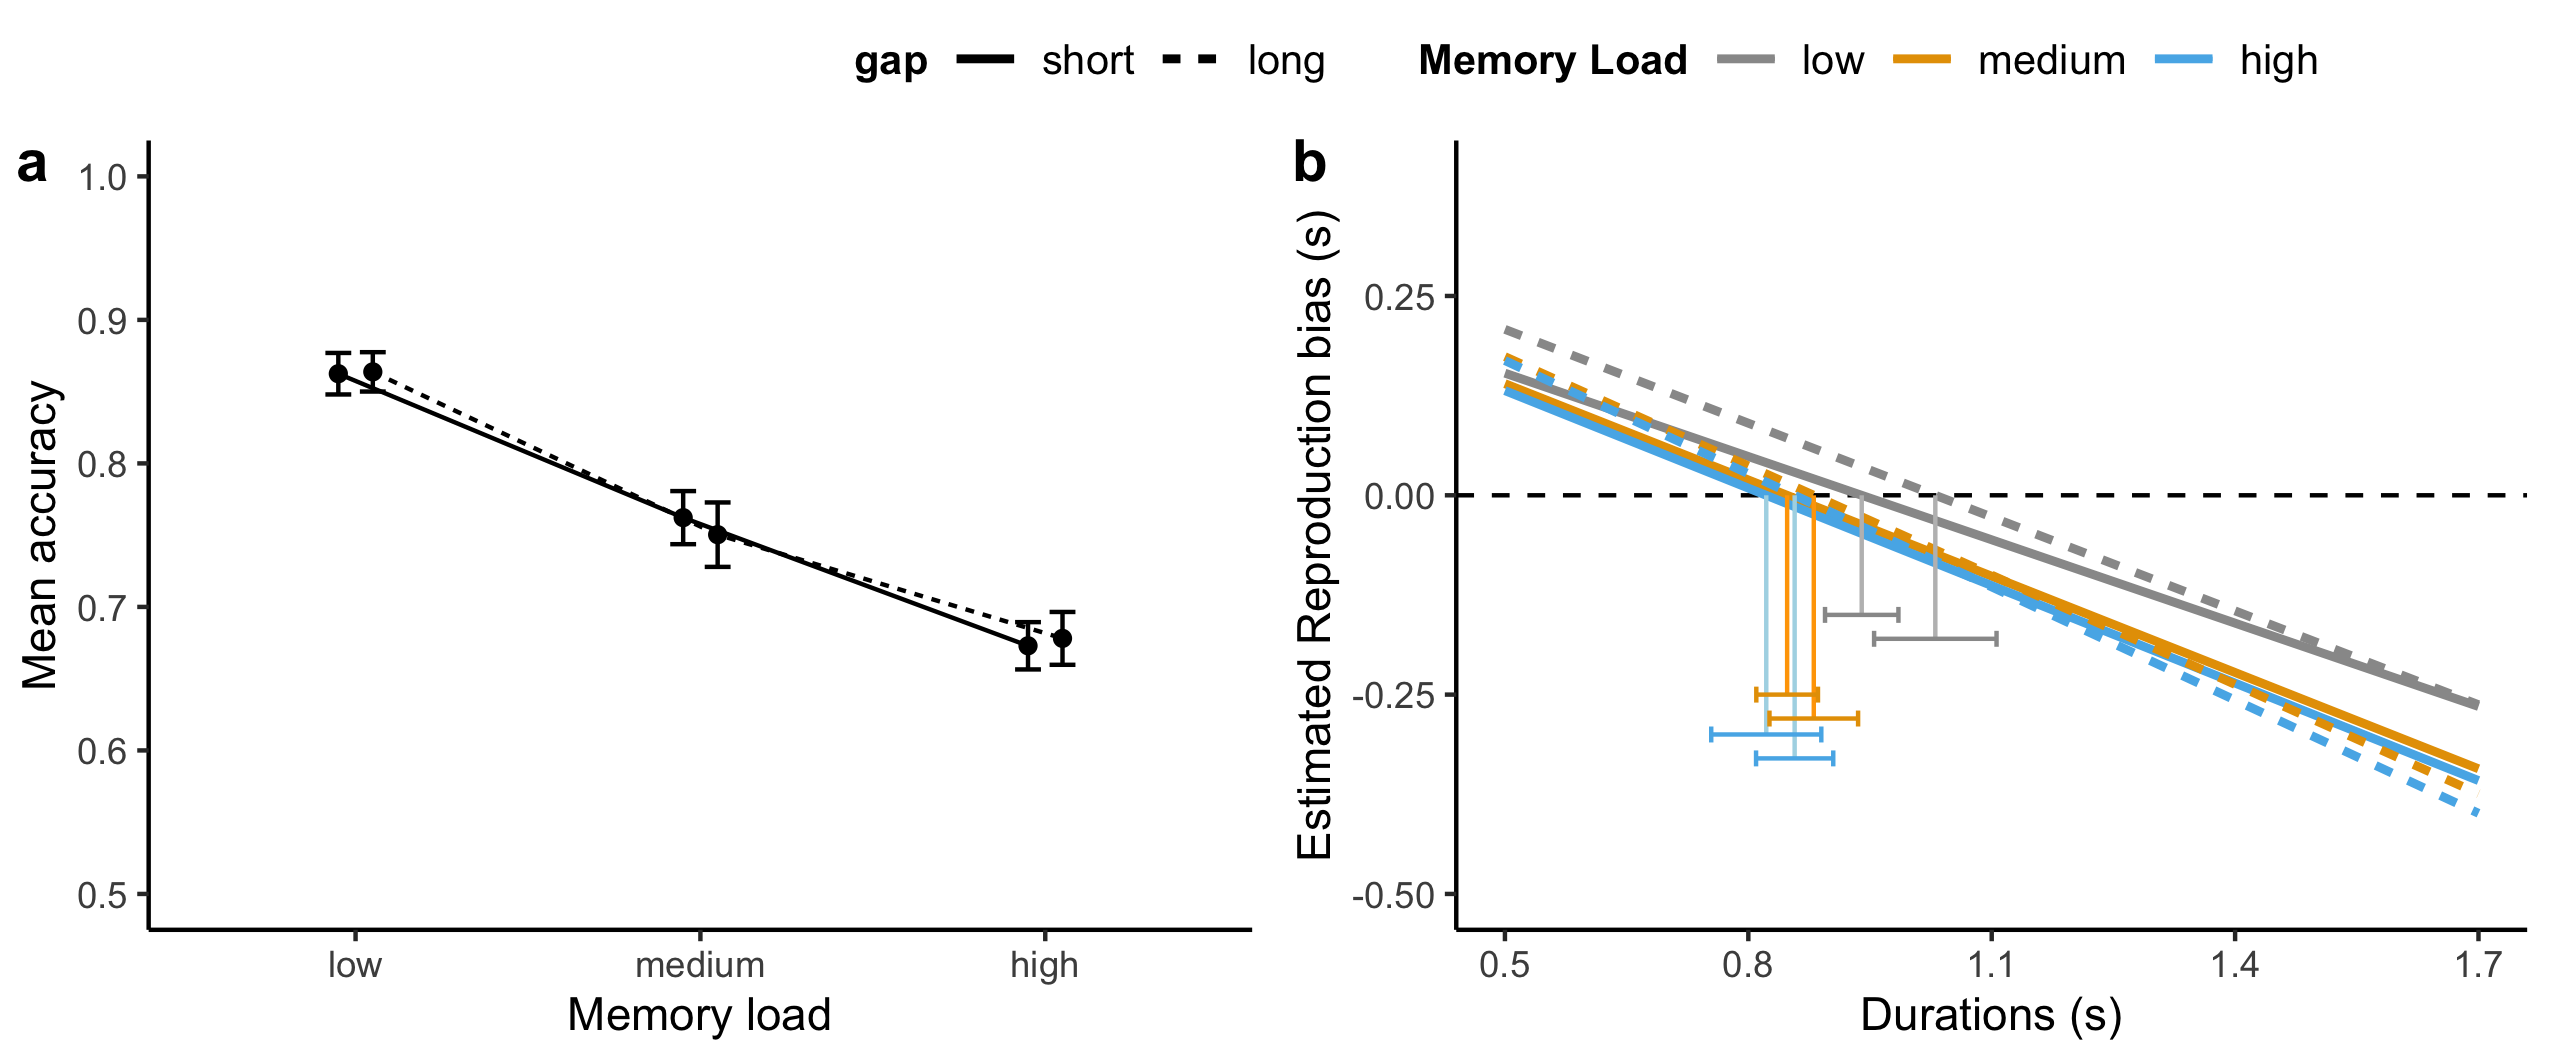 gap short long Memory Load low medium high
a
1.0
0.9
0.8
0.7
0.6
0.5
Mean accuracy
low medium high
Memory load
b
0.25
0.00
-0.25
-0.50
Estimated Reproduction bias (s)
0.5 0.8 1.1 1.4 1.7
Durations (s)